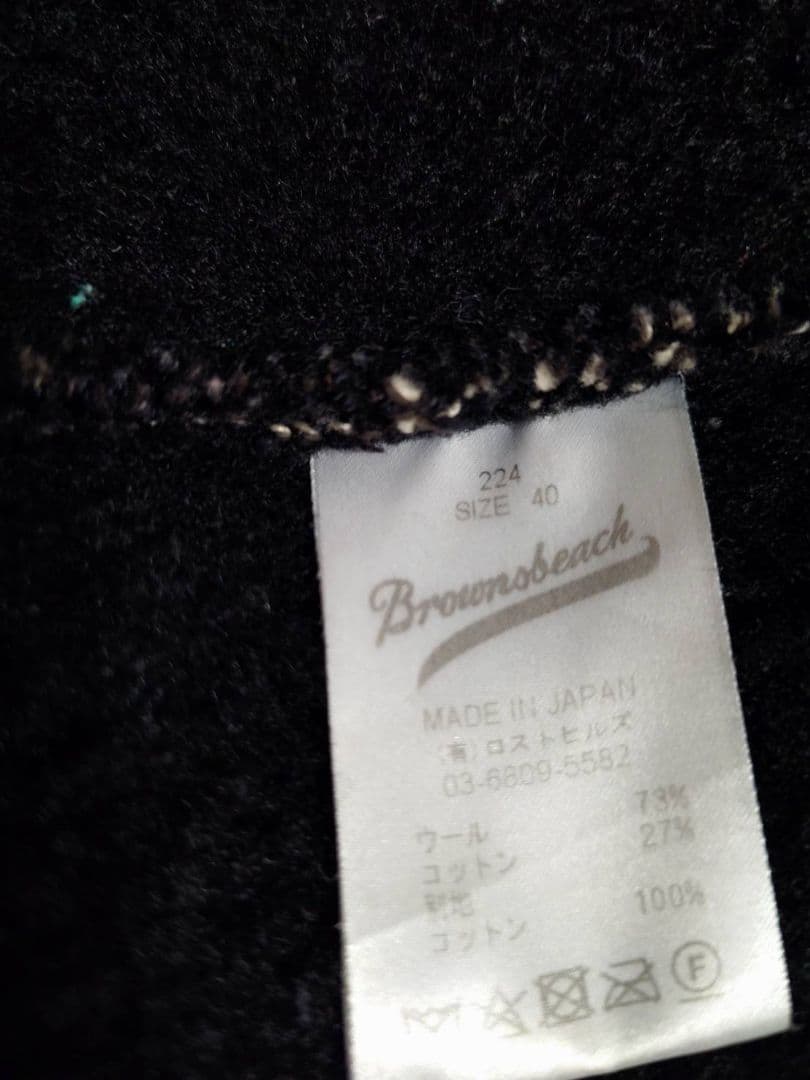 224
SIZE 40
Brownsbeach
MADE IN JAPAN
(有)ロストヒルズ
03-6809-5582
ウール 73%
コットン 27%
別地
コットン 100%
F